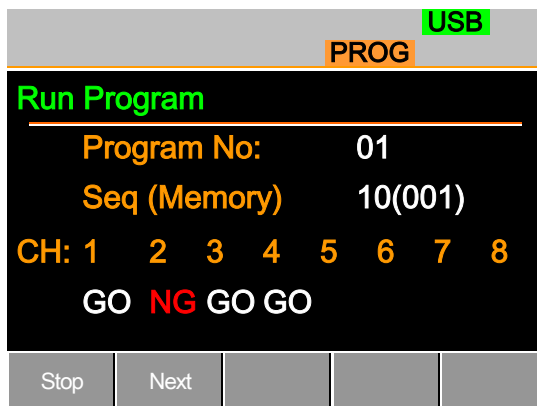 USB
PROG
Run Program
Program No: 01
Seq (Memory) 10(001)
CH: 1 2 3 4 5 6 7 8
GO NG GO GO
Stop Next